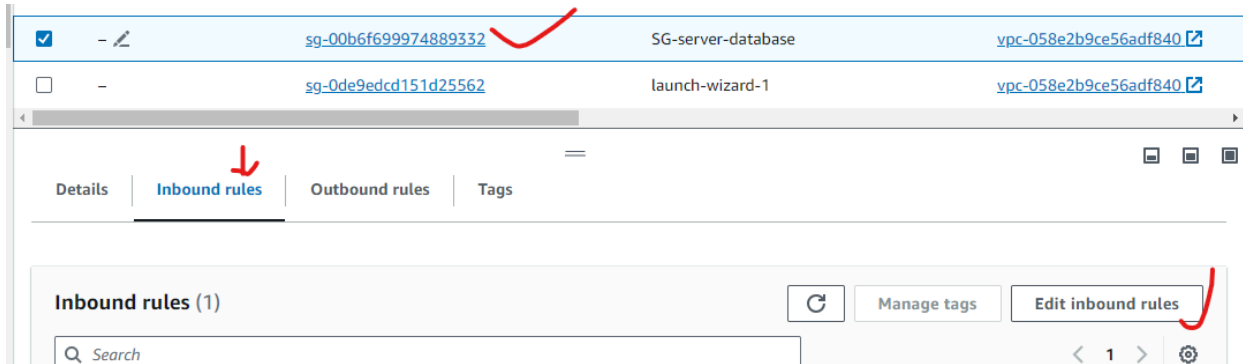 – sg-00b6f699974889332 SG-server-database vpc-058e2b9ce56adf840
– sg-0de9edcd151d25562 launch-wizard-1 vpc-058e2b9ce56adf840
Details Inbound rules Outbound rules Tags
Inbound rules (1) Manage tags Edit inbound rules
Search 1